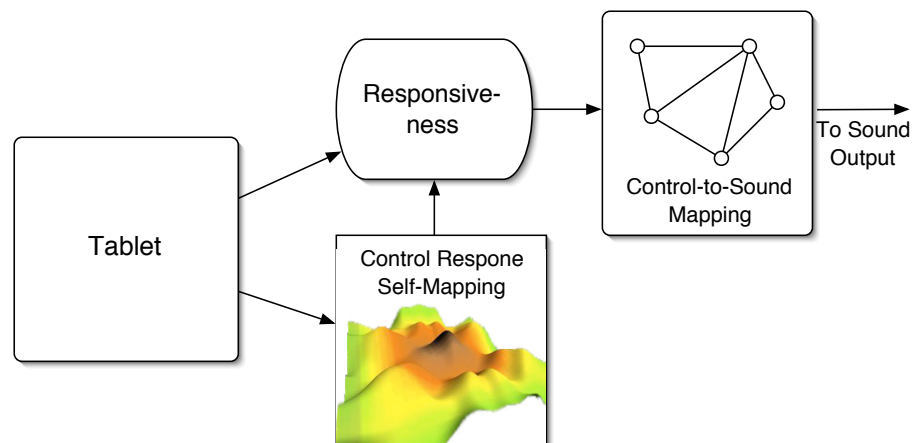 Tablet
Responsive-
ness
Control Respone
Self-Mapping
Control-to-Sound
Mapping
To Sound
Output